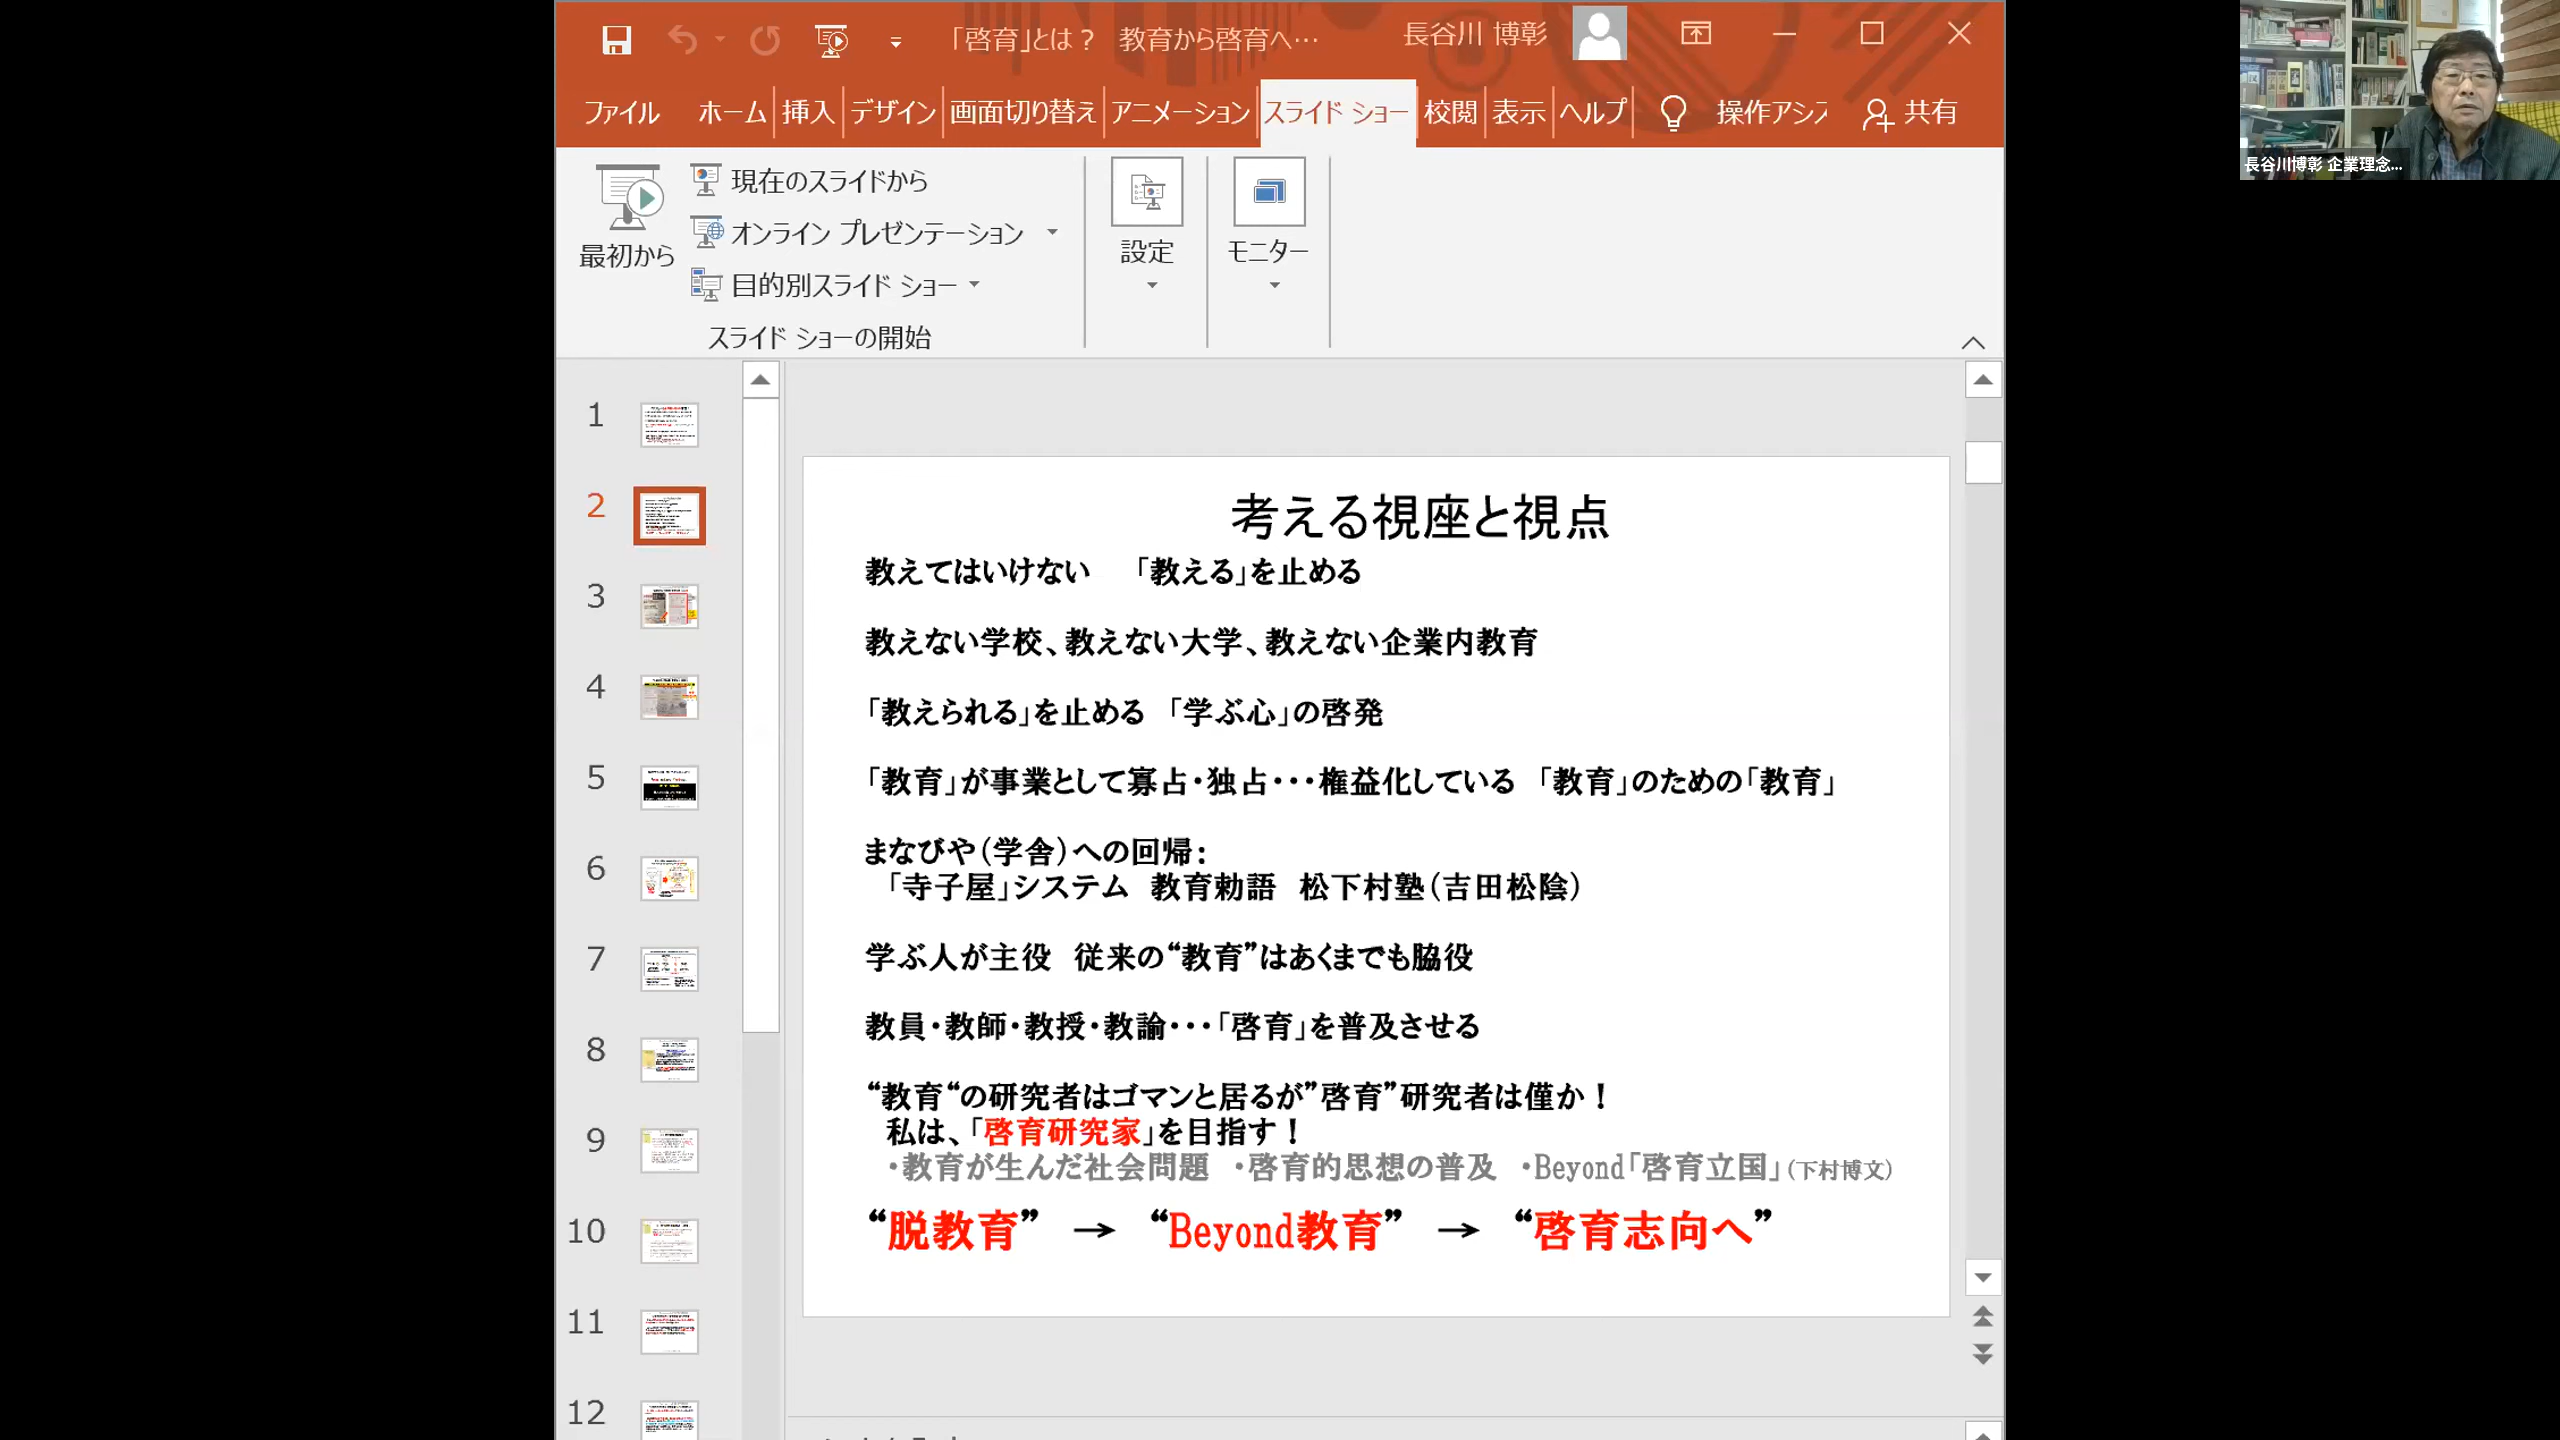 「啓育」とは？ 教育から啓育へ…
長谷川 博彰
ファイル ホーム 挿入 デザイン 画面切り替え アニメーション スライド ショー 校閲 表示 ヘルプ 操作アシ 共有
最初から
現在のスライドから
オンライン プレゼンテーション
目的別スライド ショー
スライド ショーの開始
設定
モニター
長谷川博彰 企業理念...
1
2
3
4
5
6
7
8
9
10
11
12
考える視座と視点
教えてはいけない 「教える」を止める
教えない学校、教えない大学、教えない企業内教育
「教えられる」を止める 「学ぶ心」の啓発
「教育」が事業として寡占・独占・・・権益化している 「教育」のための「教育」
まなびや（学舎）への回帰：
「寺子屋」システム 教育勅語 松下村塾（吉田松陰）
学ぶ人が主役 従来の“教育”はあくまでも脇役
教員・教師・教授・教諭・・・「啓育」を普及させる
“教育“の研究者はゴマンと居るが”啓育”研究者は僅か！
私は、「啓育研究家」を目指す！
・教育が生んだ社会問題 ・啓育的思想の普及 ・Beyond「啓育立国」（下村博文）
“脱教育” → “Beyond教育” → “啓育志向へ”